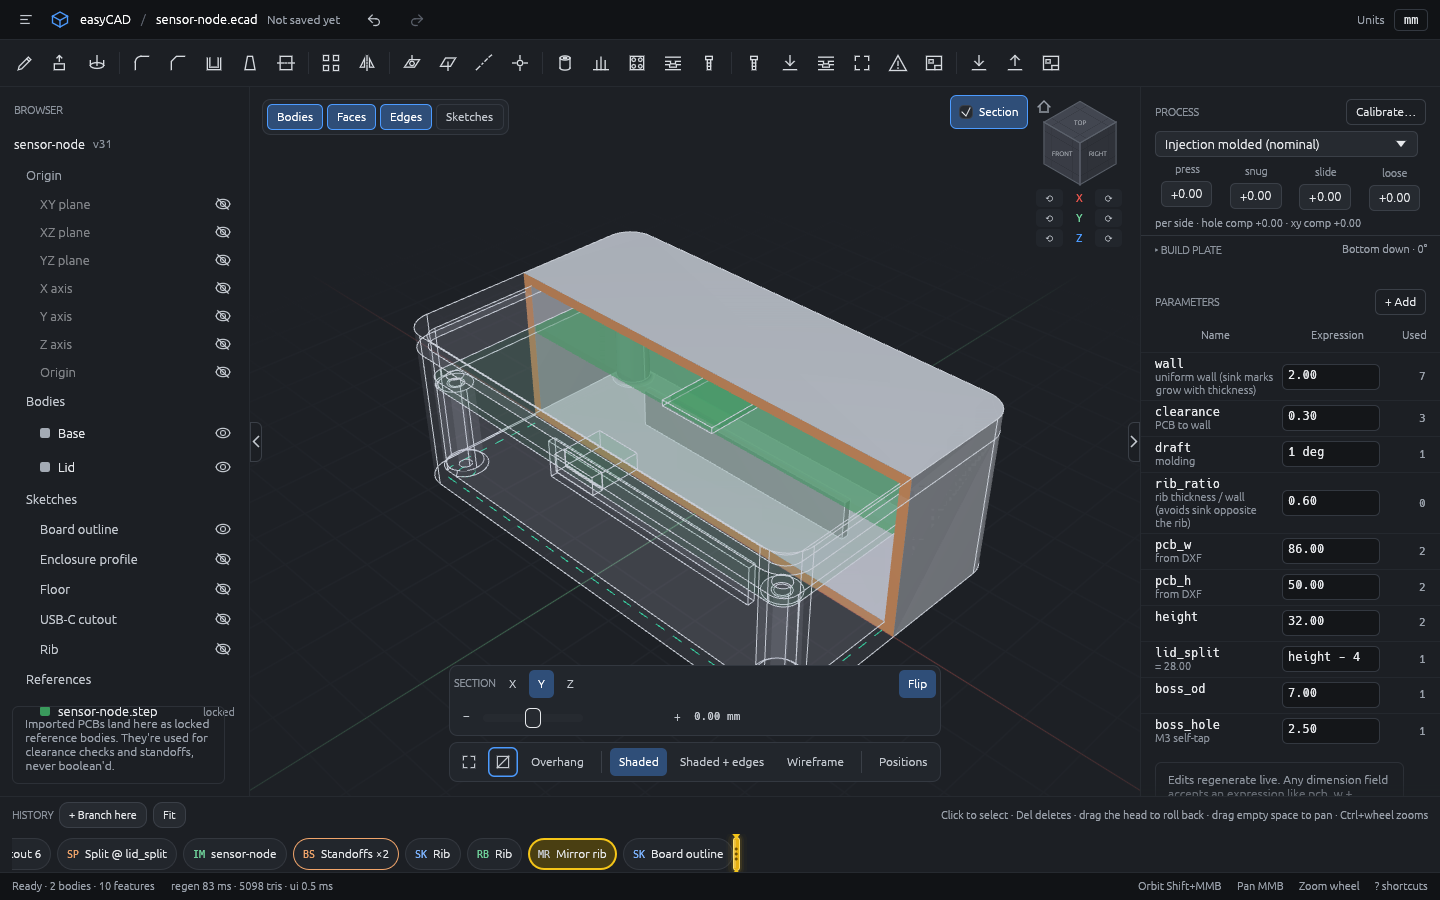 easyCAD / sensor-node.ecad Not saved yet
Units mm
BROWSER
sensor-node v31
Origin
XY plane
XZ plane
YZ plane
X axis
Y axis
Z axis
Origin
Bodies
Base
Lid
Sketches
Board outline
Enclosure profile
Floor
USB-C cutout
Rib
References
sensor-node.step locked
Imported PCBs land here as locked
reference bodies. They're used for
clearance checks and standoffs,
never boolean'd.
Bodies Faces Edges Sketches
Section
TOP
FRONT RIGHT
X
Y
Z
SECTION X Y Z Flip
− + 0.00 mm
Overhang Shaded Shaded + edges Wireframe Positions
PROCESS Calibrate...
Injection molded (nominal)
press snug slide loose
+0.00 +0.00 +0.00 +0.00
per side · hole comp +0.00 · xy comp +0.00
BUILD PLATE Bottom down · 0°
PARAMETERS + Add
Name Expression Used
wall 2.00 7
uniform wall (sink marks
grow with thickness)
clearance 0.30 3
PCB to wall
draft 1 deg 1
molding
rib_ratio 0.60 0
rib thickness / wall
(avoids sink opposite
the rib)
pcb_w 86.00 2
from DXF
pcb_h 50.00 2
from DXF
height 32.00 2
lid_split height - 4 1
= 28.00
boss_od 7.00 1
boss_hole 2.50 1
M3 self-tap
Edits regenerate live. Any dimension field
accepts an expression like pcb_w +
HISTORY + Branch here Fit
Click to select · Del deletes · drag the head to roll back · drag empty space to pan · Ctrl+wheel zooms
out 6 SP Split @ lid_split IM sensor-node BS Standoffs ×2 SK Rib RB Rib MR Mirror rib SK Board outline
Ready · 2 bodies · 10 features regen 83 ms · 5098 tris · ui 0.5 ms
Orbit Shift+MMB Pan MMB Zoom wheel ? shortcuts